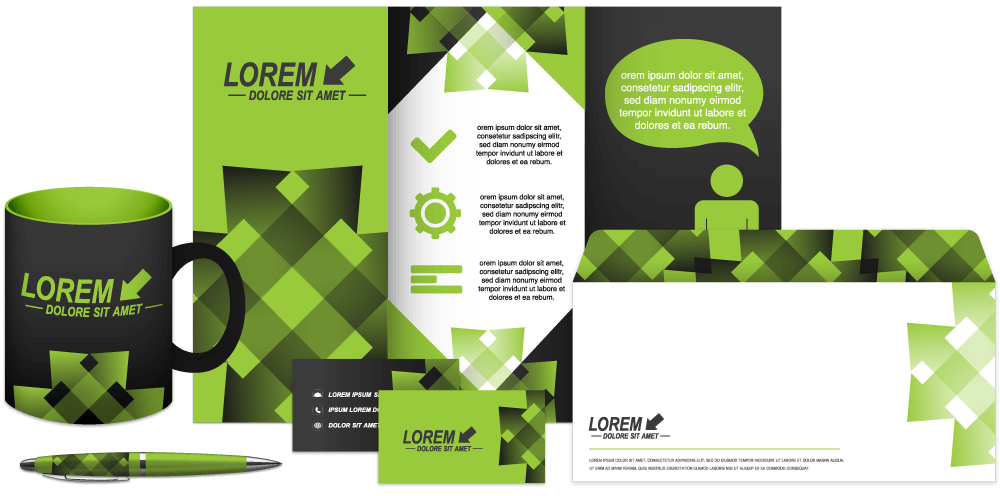 LOREM
DOLORE SIT AMET
orem ipsum dolor sit amet,
consetetur sadipscing elitr,
sed diam nonumy eirmod
tempor invidunt ut labore et
dolores et ea rebum.
orem ipsum dolor sit amet,
consetetur sadipscing elitr,
sed diam nonumy eirmod
tempor invidunt ut labore et
dolores et ea rebum.
orem ipsum dolor sit amet,
consetetur sadipscing elitr,
sed diam nonumy eirmod
tempor invidunt ut labore et
dolores et ea rebum.
orem ipsum dolor sit amet,
consetetur sadipscing elitr,
sed diam nonumy eirmod
tempor invidunt ut labore et
dolores et ea rebum.
LOREM
DOLORE SIT AMET
LOREM IPSUM
IPSUM LOREM
DOLOR SIT AMET
LOREM
DOLORE SIT AMET
LOREM
DOLORE SIT AMET
LOREM IPSUM DOLOR SIT AMET, CONSECTETUR ADIPISCING ELIT, SED DO EIUSMOD TEMPOR INCIDIDUNT UT LABORE ET DOLORE MAGNA ALIQUA.
UT ENIM AD MINIM VENIAM, QUIS NOSTRUD EXERCITATION ULLAMCO LABORIS NISI UT ALIQUIP EX EA COMMODO CONSEQUAT.